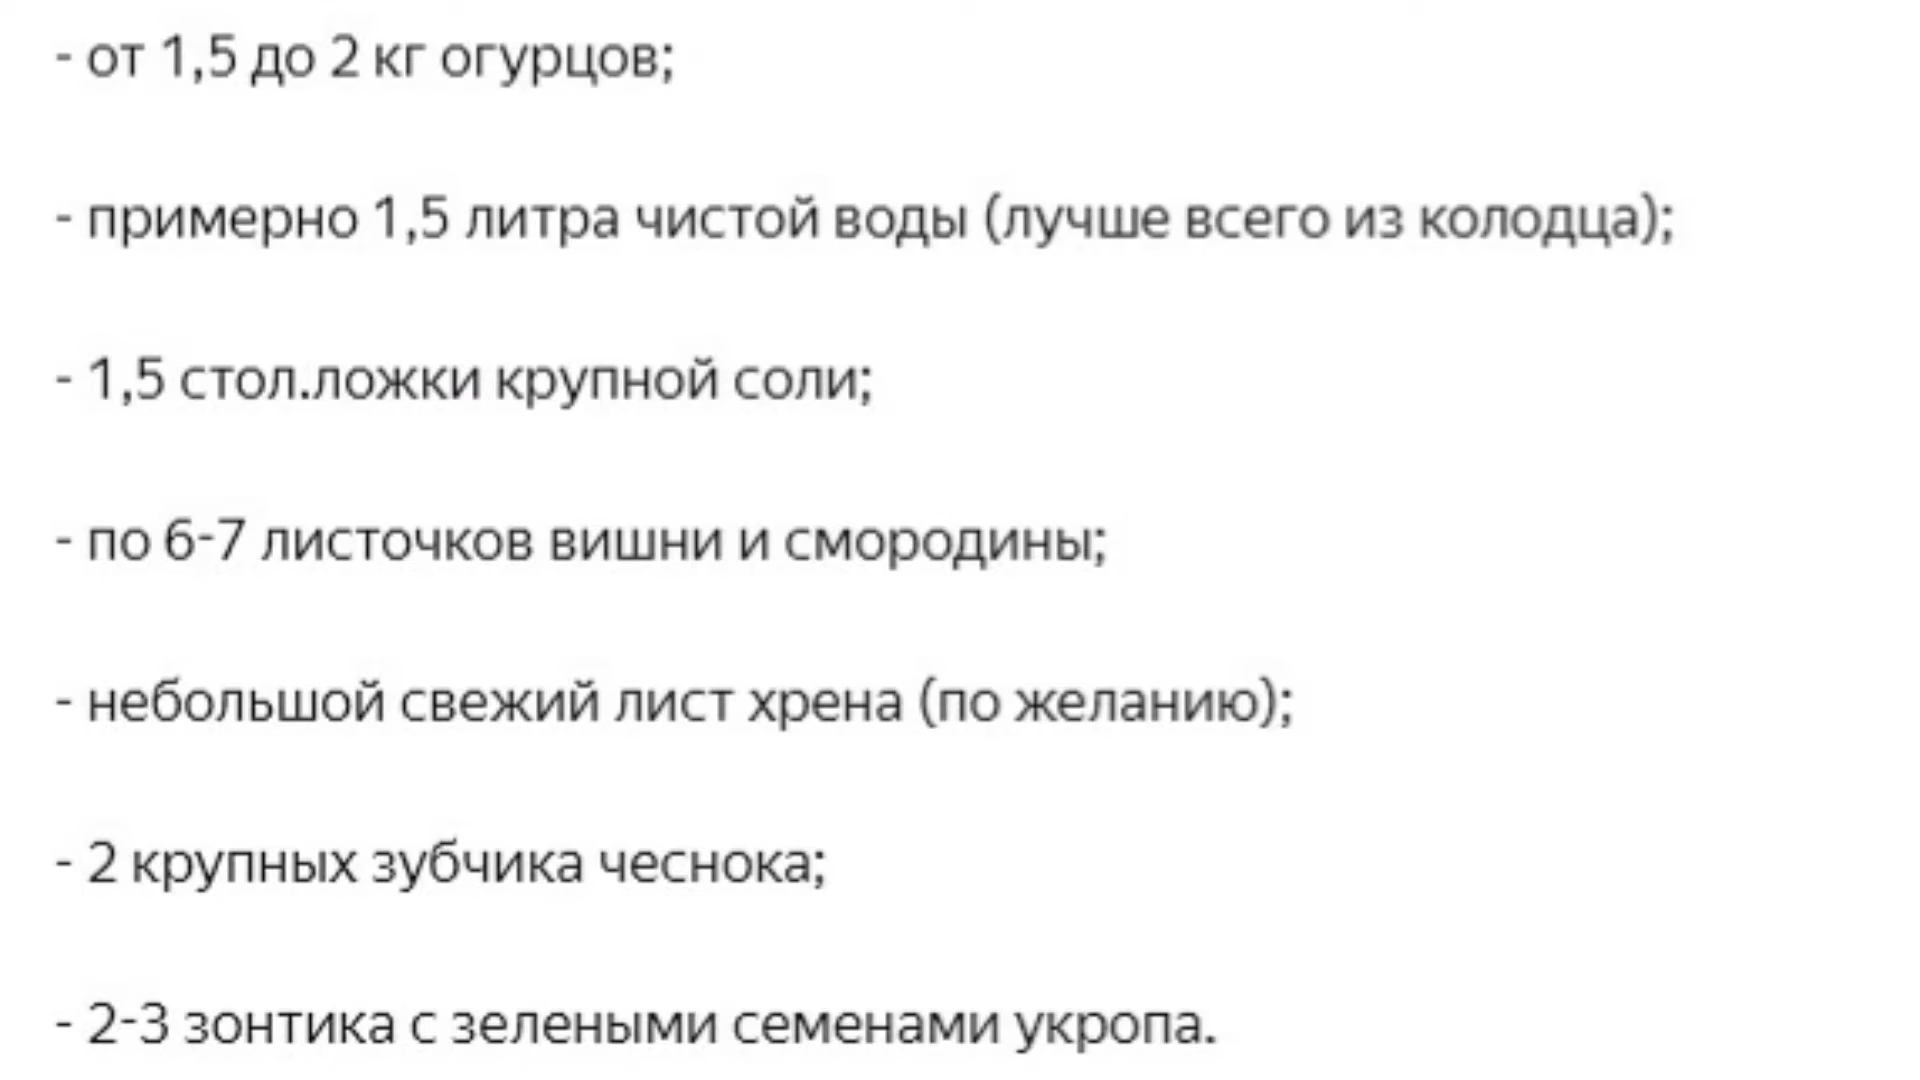 - от 1,5 до 2 кг огурцов;
- примерно 1,5 литра чистой воды (лучше всего из колодца);
- 1,5 стол.ложки крупной соли;
- по 6-7 листочков вишни и смородины;
- небольшой свежий лист хрена (по желанию);
- 2 крупных зубчика чеснока;
- 2-3 зонтика с зелеными семенами укропа.